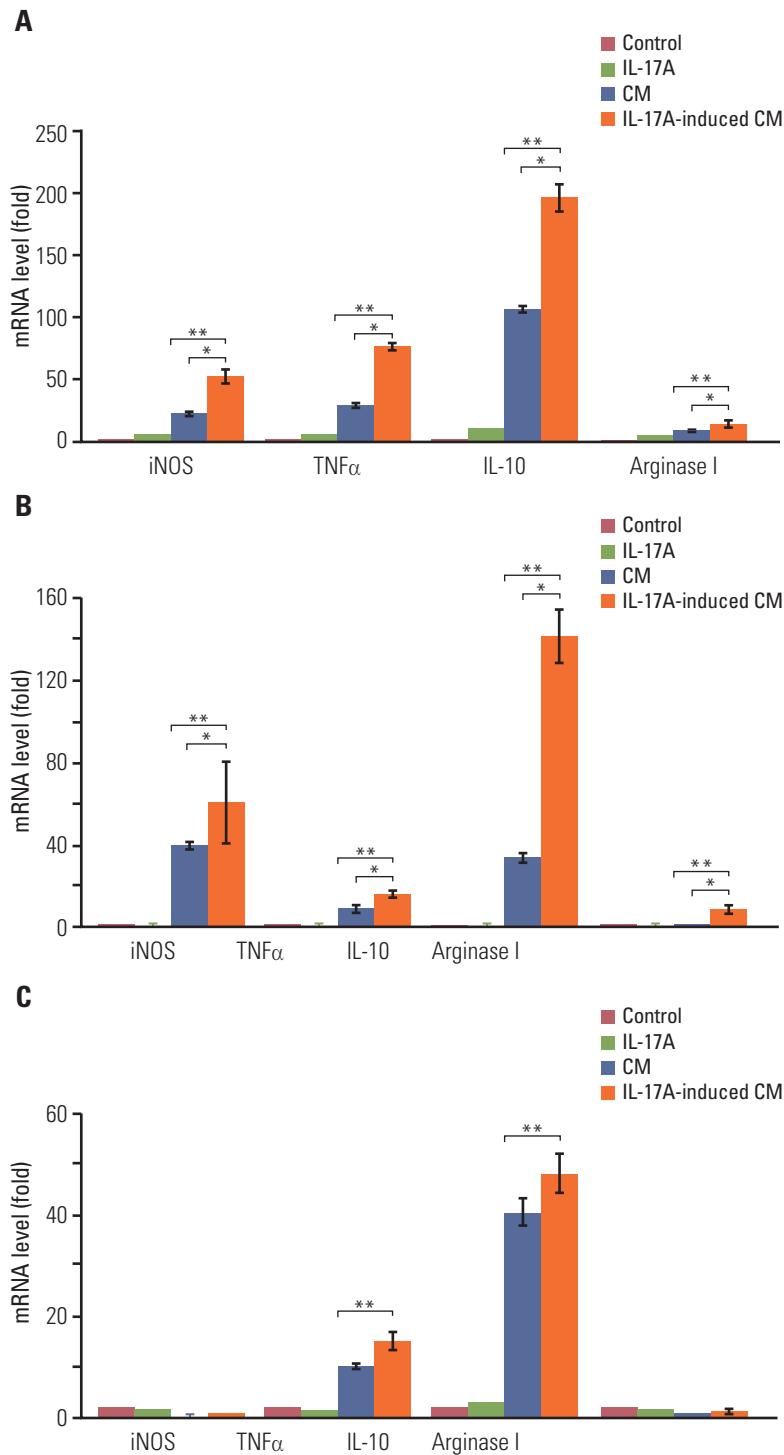 A
Control
IL-17A
CM
IL-17A-induced CM
mRNA level (fold)
250
200
150
100
50
0
** ** ** **
* * * *
iNOS TNFα IL-10 Arginase I
B
Control
IL-17A
CM
IL-17A-induced CM
mRNA level (fold)
160
120
80
40
0
** ** ** **
* * * *
iNOS TNFα IL-10 Arginase I
C
Control
IL-17A
CM
IL-17A-induced CM
mRNA level (fold)
60
40
20
0
** **
iNOS TNFα IL-10 Arginase I